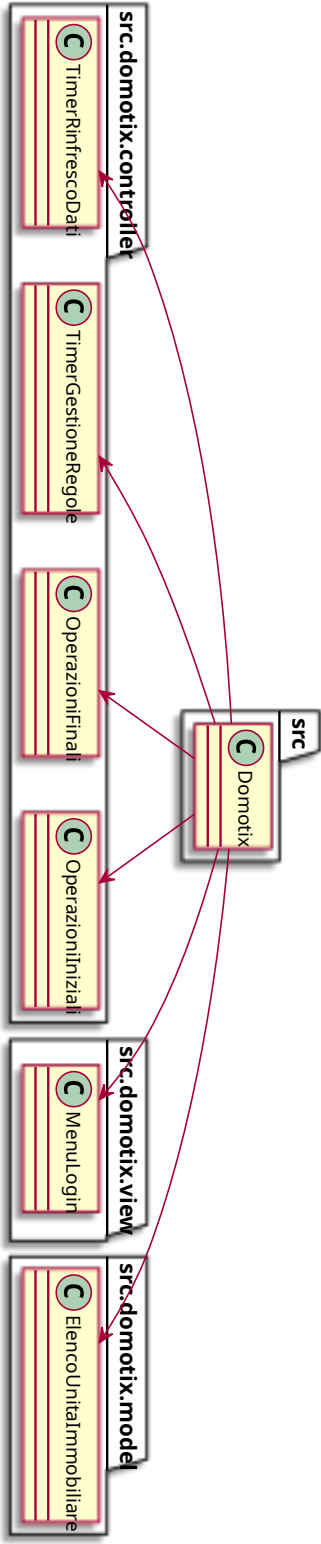 src
C Domotix
src.domotix.controller
C TimerRinfrescoDati
C TimerGestioneRegole
C OperazioniFinali
C OperazioniIniziali
src.domotix.view
C MenuLogin
src.domotix.model
C ElencoUnitaImmobiliare